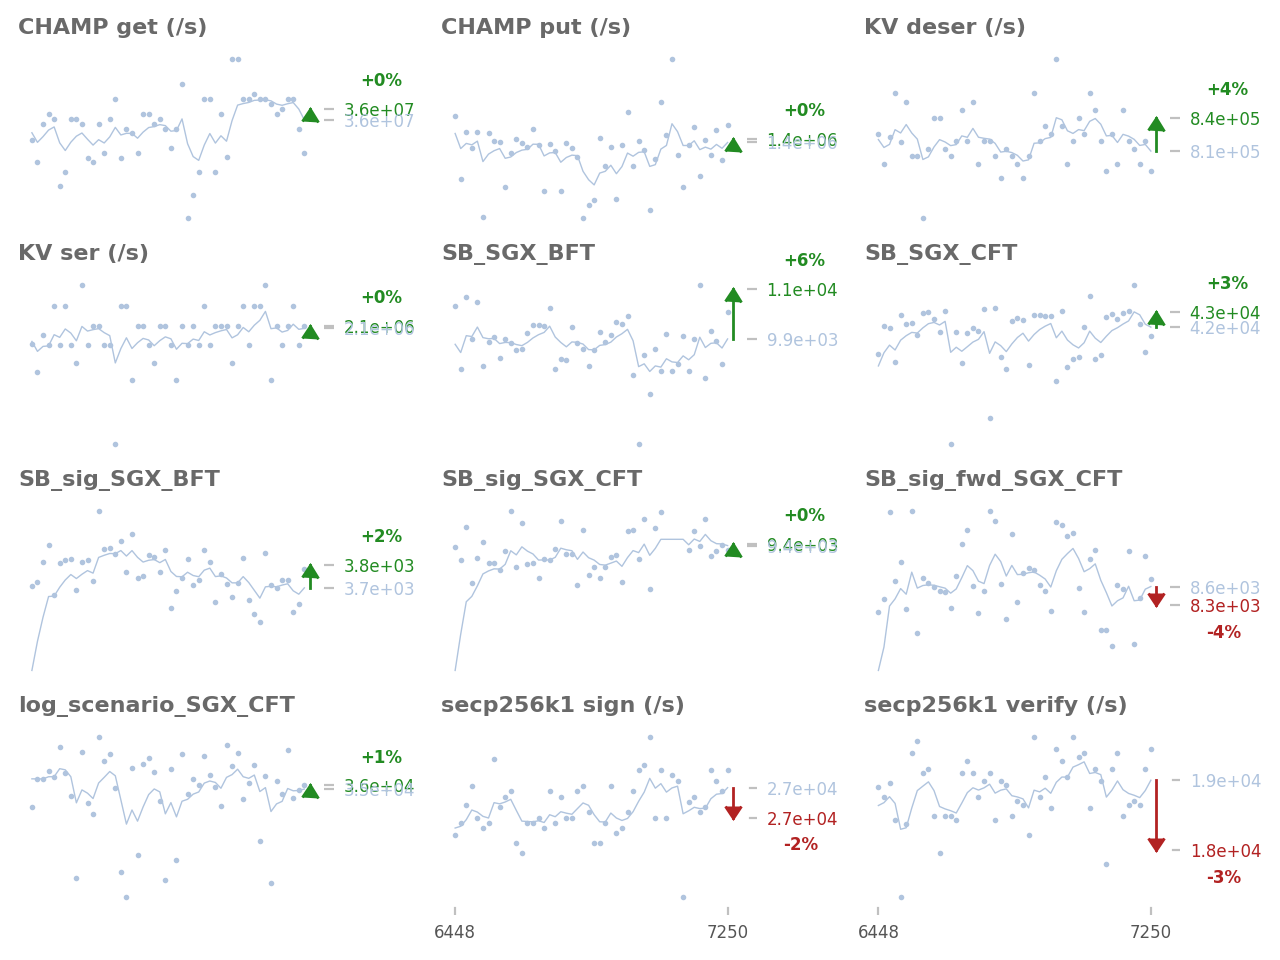 CHAMP get (/s)
+0%
3.6e+07
3.6e+07
CHAMP put (/s)
+0%
1.4e+06
1.4e+06
KV deser (/s)
+4%
8.4e+05
8.1e+05
KV ser (/s)
+0%
2.1e+06
SB_SGX_BFT
+6%
1.1e+04
9.9e+03
SB_SGX_CFT
+3%
4.3e+04
4.2e+04
SB_sig_SGX_BFT
+2%
3.8e+03
3.7e+03
SB_sig_SGX_CFT
+0%
9.4e+03
SB_sig_fwd_SGX_CFT
8.6e+03
8.3e+03
-4%
log_scenario_SGX_CFT
+1%
3.6e+04
secp256k1 sign (/s)
2.7e+04
2.7e+04
-2%
6448
7250
secp256k1 verify (/s)
1.9e+04
1.8e+04
-3%
6448
7250